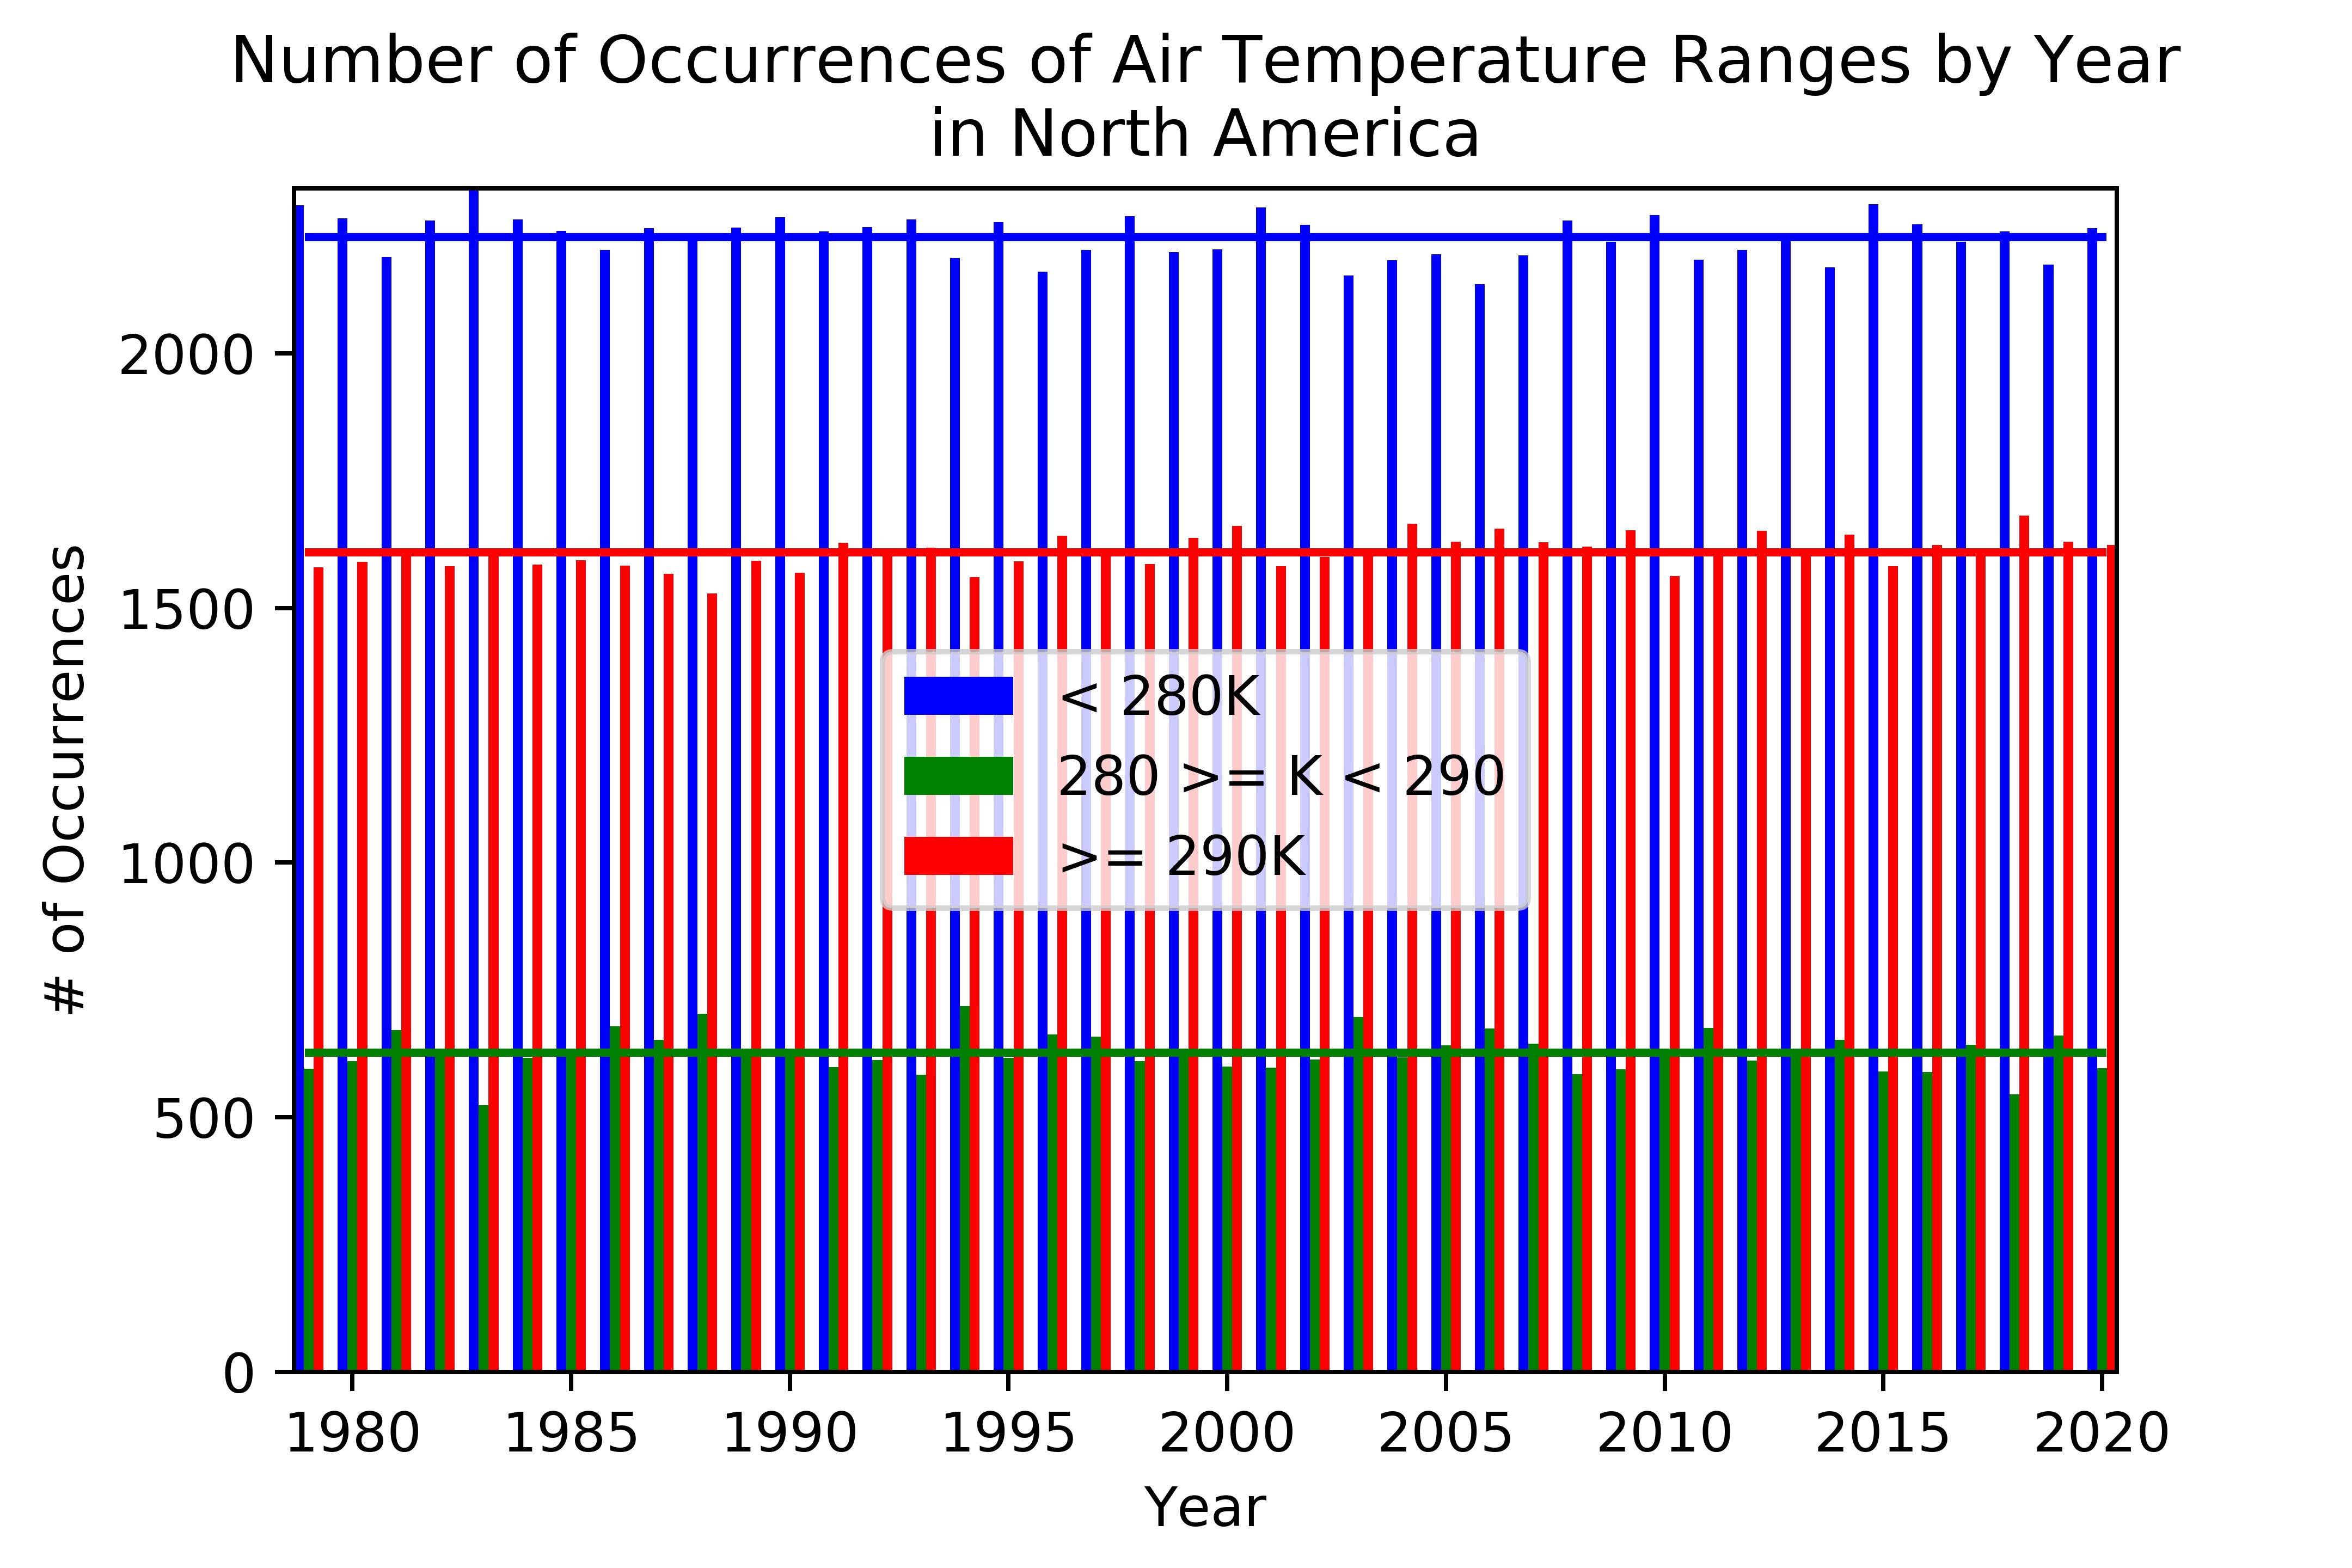 Number of Occurrences of Air Temperature Ranges by Year
in North America
# of Occurrences
2000
1500
1000
500
0
< 280K
280 >= K < 290
>= 290K
1980 1985 1990 1995 2000 2005 2010 2015 2020
Year